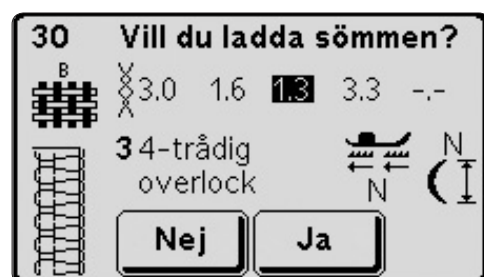 30 Vill du ladda sömmen?
B
3.0 1.6 1.3 3.3 -.-
3 4-trådig
overlock
N
N
Nej Ja